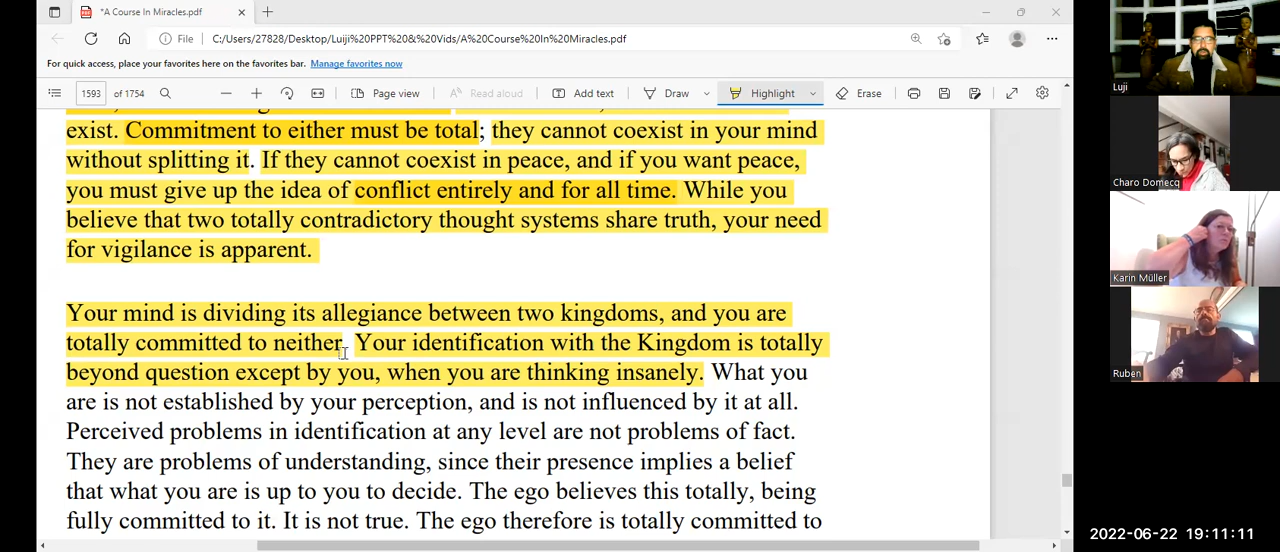 *A Course In Miracles.pdf
File C:/Users/27828/Desktop/Luiji%20PPT%20&%20Vids/A%20Course%20In%20Miracles.pdf
For quick access, place your favorites here on the favorites bar. Manage favorites now
1593 of 1754 Page view Read aloud Add text Draw Highlight Erase
exist. Commitment to either must be total; they cannot coexist in your mind
without splitting it. If they cannot coexist in peace, and if you want peace,
you must give up the idea of conflict entirely and for all time. While you
believe that two totally contradictory thought systems share truth, your need
for vigilance is apparent.
Your mind is dividing its allegiance between two kingdoms, and you are
totally committed to neither. Your identification with the Kingdom is totally
beyond question except by you, when you are thinking insanely. What you
are is not established by your perception, and is not influenced by it at all.
Perceived problems in identification at any level are not problems of fact.
They are problems of understanding, since their presence implies a belief
that what you are is up to you to decide. The ego believes this totally, being
fully committed to it. It is not true. The ego therefore is totally committed to
Luji
Charo Domecq
Karin Müller
Ruben
2022-06-22 19:11:11